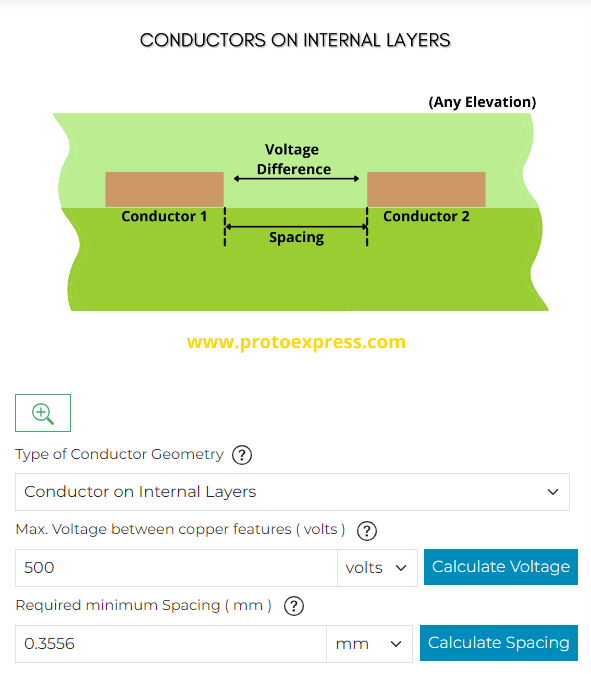 CONDUCTORS ON INTERNAL LAYERS
(Any Elevation)
Voltage
Difference
Conductor 1
Conductor 2
Spacing
www.protoexpress.com
Type of Conductor Geometry ?
Conductor on Internal Layers
Max. Voltage between copper features ( volts ) ?
500 volts Calculate Voltage
Required minimum Spacing ( mm ) ?
0.3556 mm Calculate Spacing